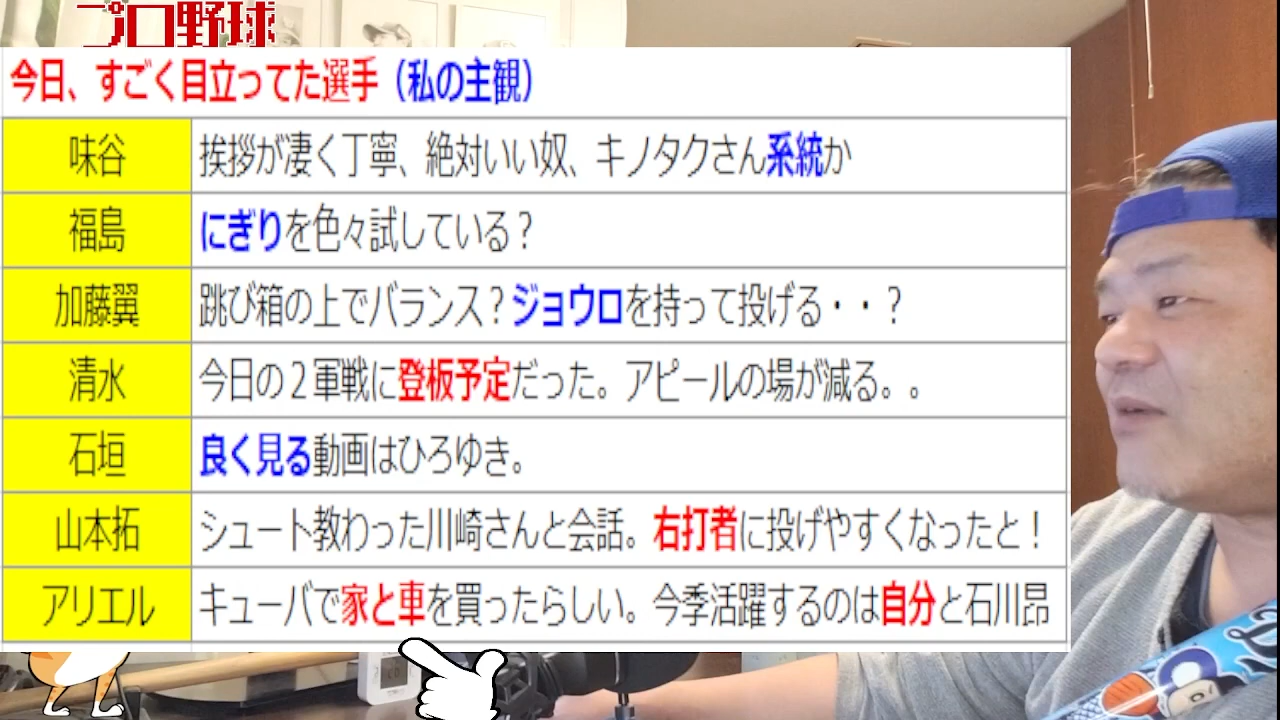 プロ野球
今日、すごく目立ってた選手（私の主観）
味谷 挨拶が凄く丁寧、絶対いい奴、キノタクさん系統か
福島 にぎりを色々試している？
加藤翼 跳び箱の上でバランス？ジョウロを持って投げる・・？
清水 今日の２軍戦に登板予定だった。アピールの場が減る。。
石垣 良く見る動画はひろゆき。
山本拓 シュート教わった川崎さんと会話。右打者に投げやすくなったと！
アリエル キューバで家と車を買ったらしい。今季活躍するのは自分と石川昂